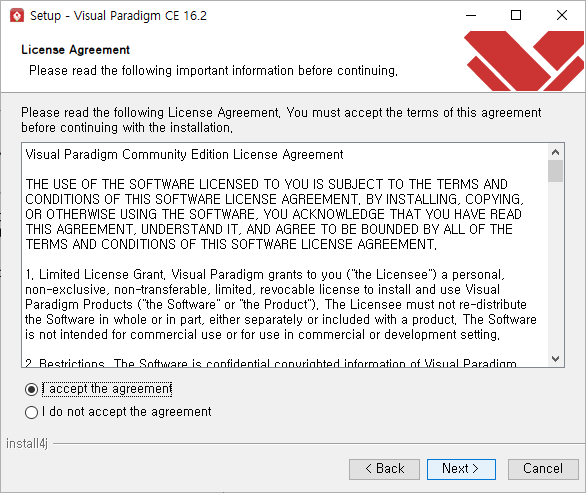 Setup - Visual Paradigm CE 16.2
License Agreement
Please read the following important information before continuing.
Please read the following License Agreement. You must accept the terms of this agreement
before continuing with the installation.
Visual Paradigm Community Edition License Agreement
THE USE OF THE SOFTWARE LICENSED TO YOU IS SUBJECT TO THE TERMS AND
CONDITIONS OF THIS SOFTWARE LICENSE AGREEMENT. BY INSTALLING, COPYING,
OR OTHERWISE USING THE SOFTWARE, YOU ACKNOWLEDGE THAT YOU HAVE READ
THIS AGREEMENT, UNDERSTAND IT, AND AGREE TO BE BOUNDED BY ALL OF THE
TERMS AND CONDITIONS OF THIS SOFTWARE LICENSE AGREEMENT.
1. Limited License Grant. Visual Paradigm grants to you ("the Licensee") a personal,
non-exclusive, non-transferable, limited, revocable license to install and use Visual
Paradigm Products ("the Software" or "the Product"). The Licensee must not re-distribute
the Software in whole or in part, either separately or included with a product. The Software
is not intended for commercial use or for use in commercial or development setting.
2. Restrictions. The Software is confidential copyrighted information of Visual Paradigm
I accept the agreement
I do not accept the agreement
install4j
< Back
Next >
Cancel